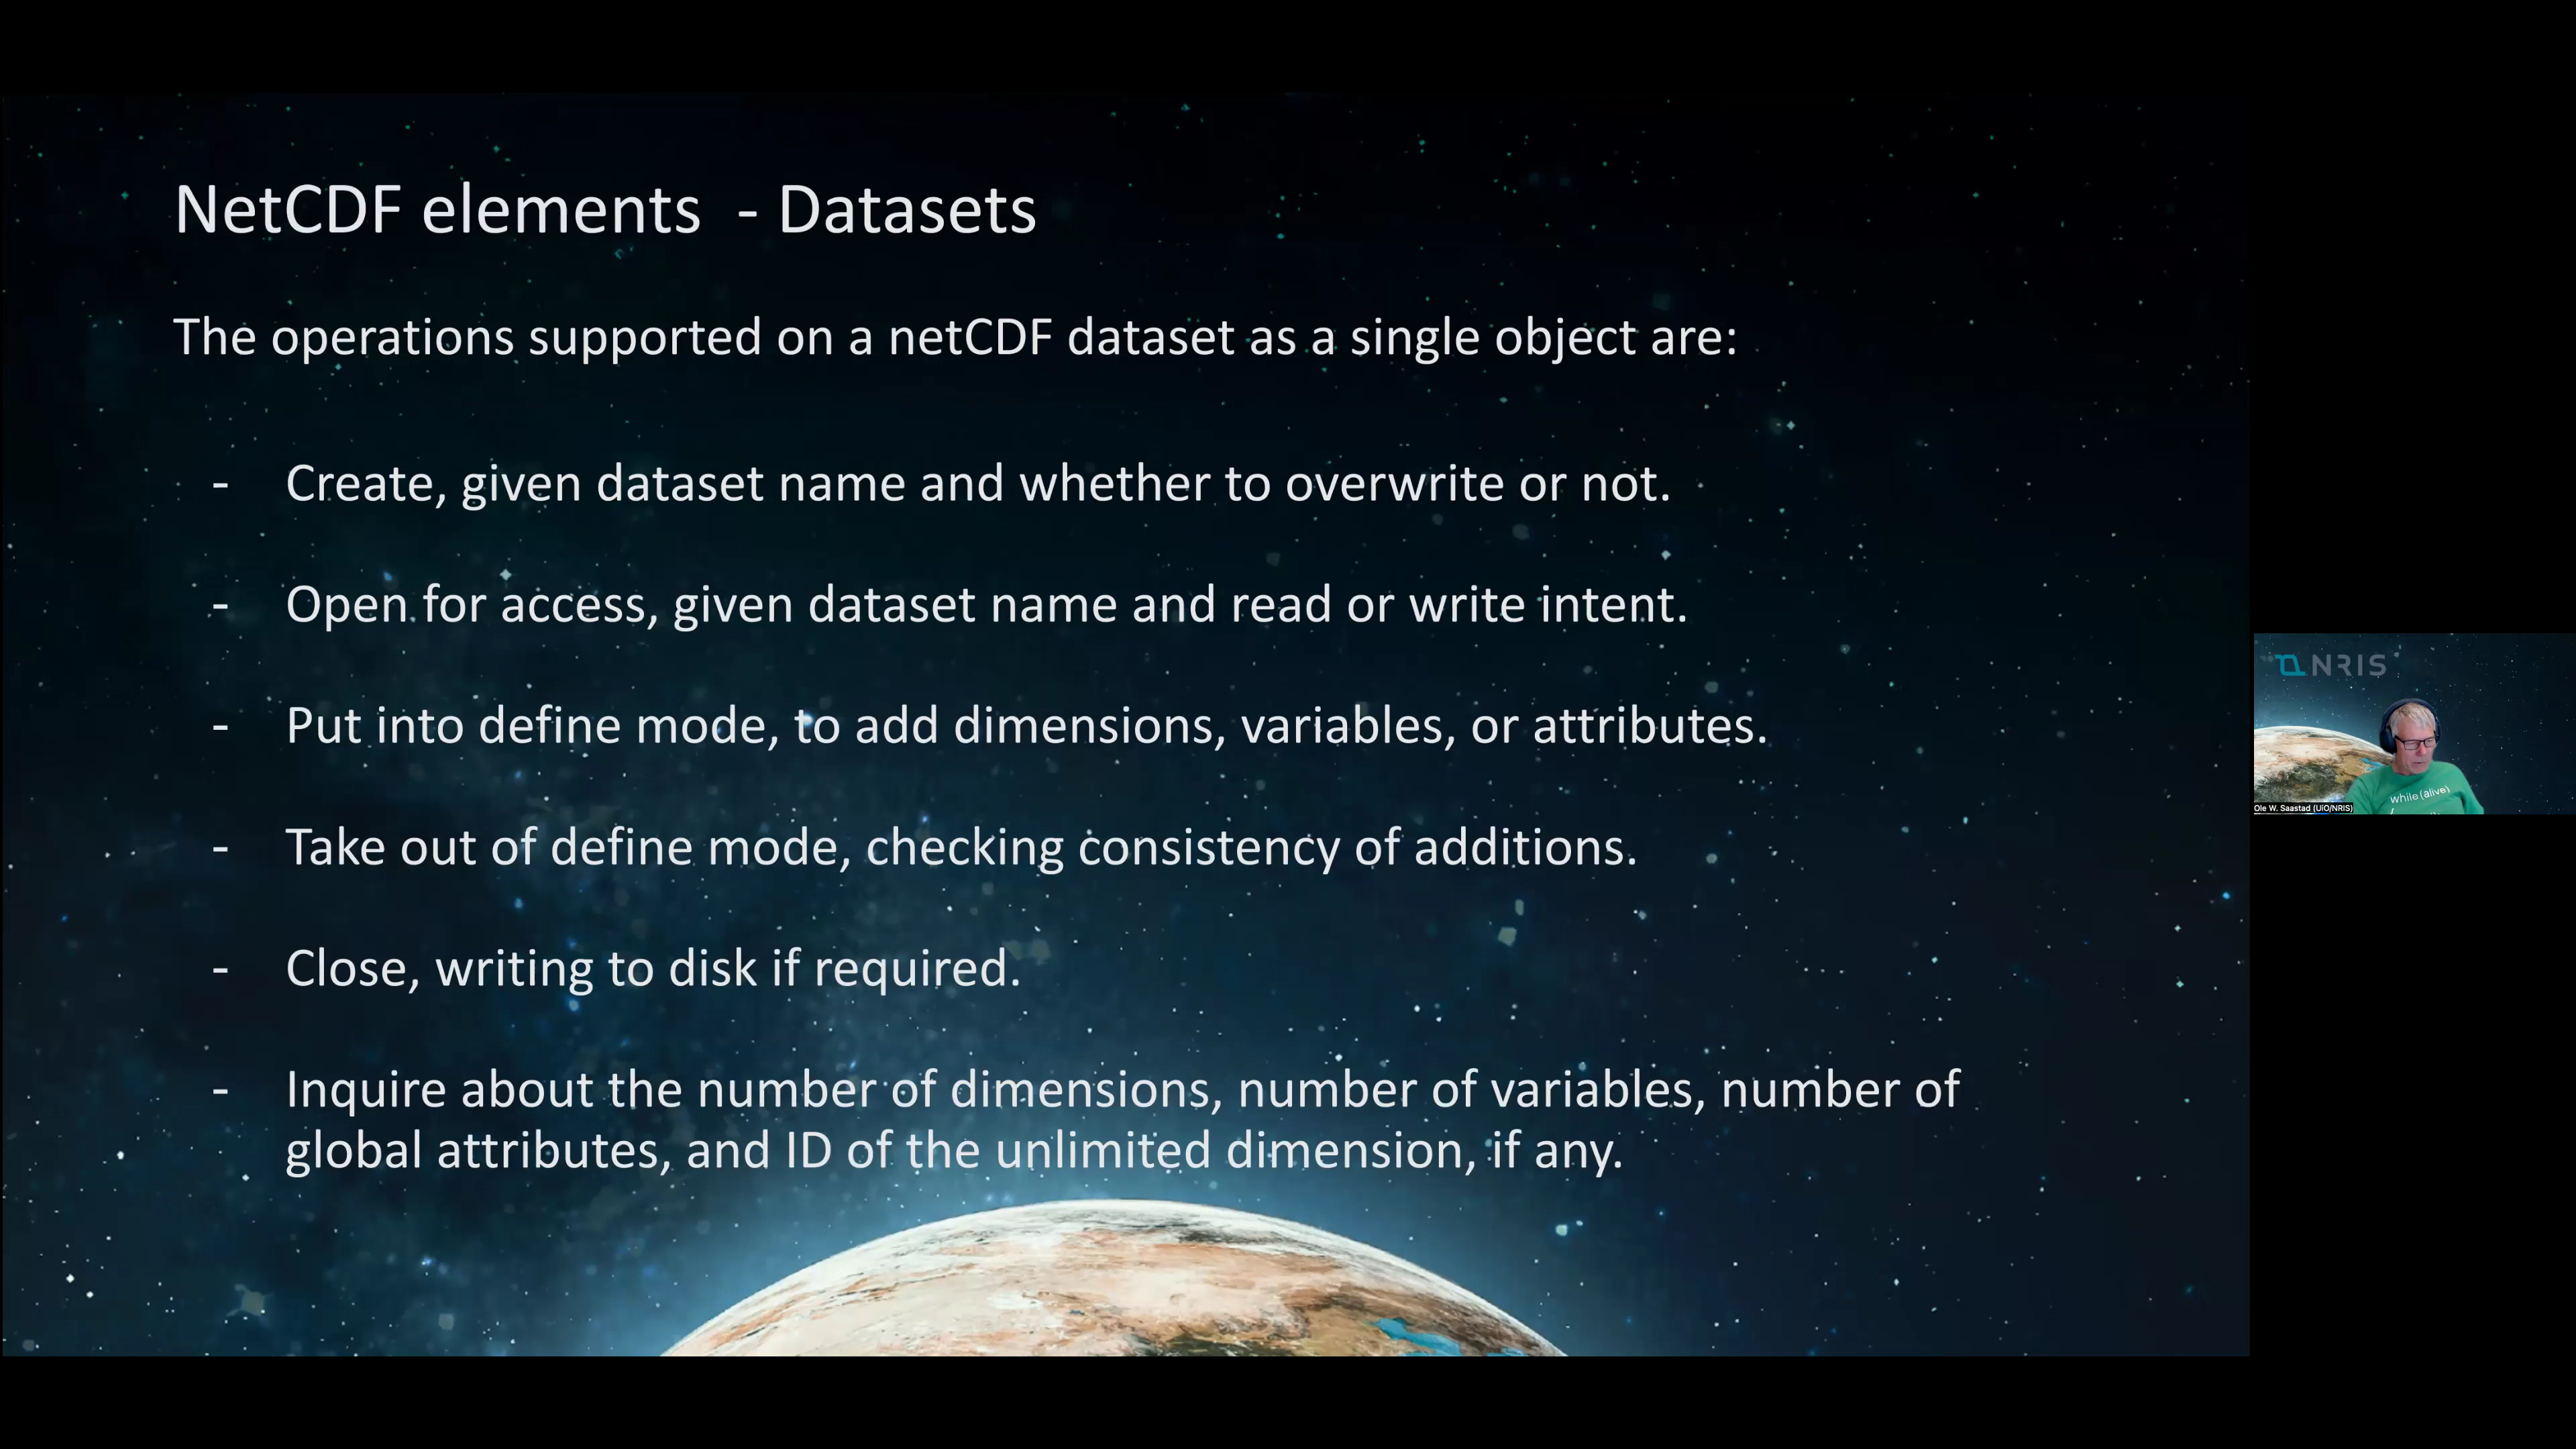 NetCDF elements - Datasets
The operations supported on a netCDF dataset as a single object are:
- Create, given dataset name and whether to overwrite or not.
- Open for access, given dataset name and read or write intent.
- Put into define mode, to add dimensions, variables, or attributes.
- Take out of define mode, checking consistency of additions.
- Close, writing to disk if required.
- Inquire about the number of dimensions, number of variables, number of
global attributes, and ID of the unlimited dimension, if any.
NRIS
while (alive)
Ole W. Saastad (UiO/NRIS)